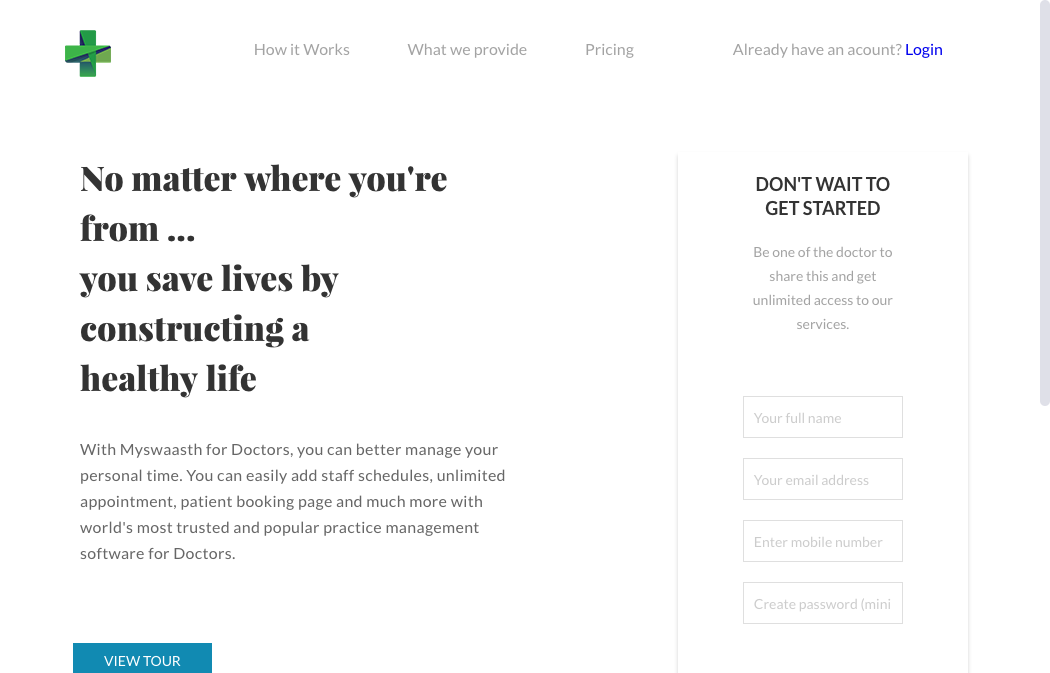 How it Works
What we provide
Pricing
Already have an acount? Login
No matter where you're
from ...
you save lives by
constructing a
healthy life
With Myswaasth for Doctors, you can better manage your
personal time. You can easily add staff schedules, unlimited
appointment, patient booking page and much more with
world's most trusted and popular practice management
software for Doctors.
VIEW TOUR
DON'T WAIT TO
GET STARTED
Be one of the doctor to
share this and get
unlimited access to our
services.
Your full name
Your email address
Enter mobile number
Create password (mini